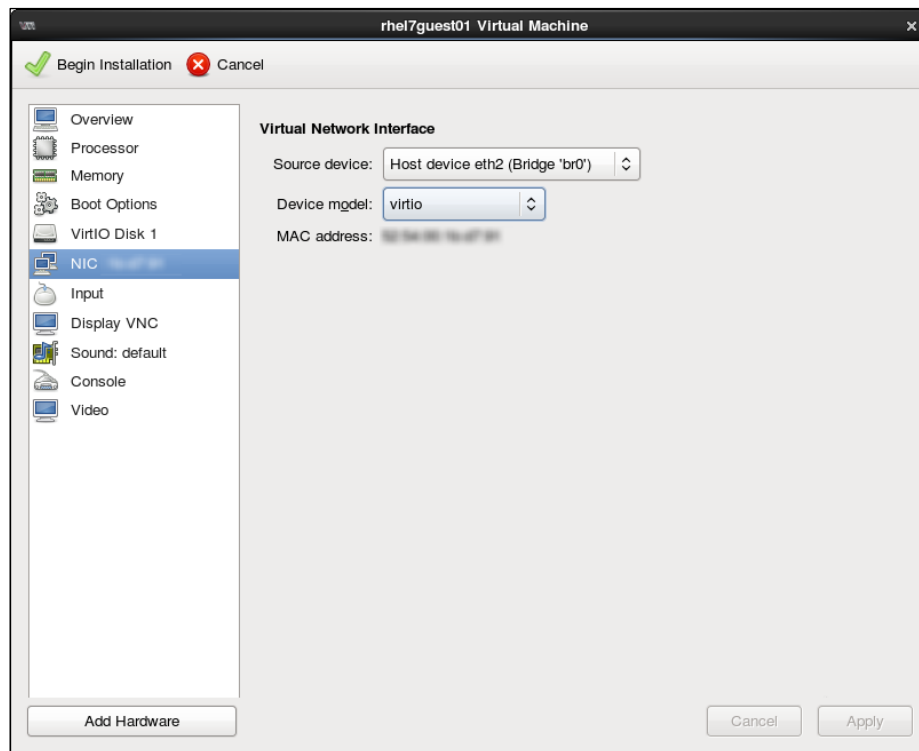 rhel7guest01 Virtual Machine
Begin Installation Cancel
Overview
Processor
Memory
Boot Options
VirtIO Disk 1
NIC
Input
Display VNC
Sound: default
Console
Video
Virtual Network Interface
Source device: Host device eth2 (Bridge 'br0')
Device model: virtio
MAC address:
Add Hardware
Cancel Apply